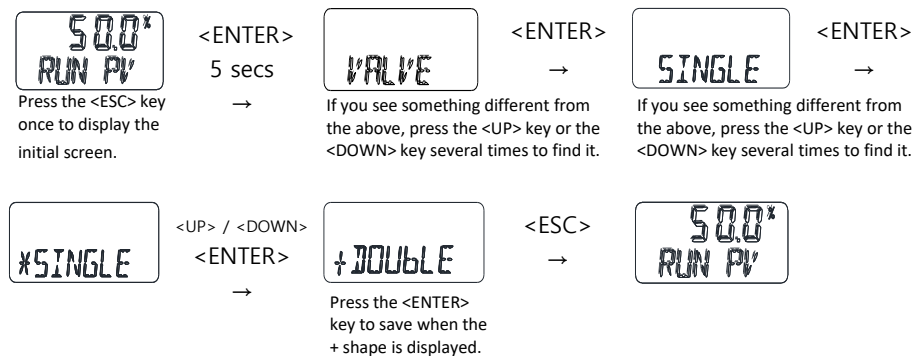 50.0%
RUN PV
Press the <ESC> key
once to display the
initial screen.
<ENTER>
5 secs
→
VALVE
If you see something different from
the above, press the <UP> key or the
<DOWN> key several times to find it.
<ENTER>
→
SINGLE
If you see something different from
the above, press the <UP> key or the
<DOWN> key several times to find it.
<ENTER>
→
*SINGLE
<UP> / <DOWN>
<ENTER>
→
+DOUbLE
Press the <ENTER>
key to save when the
+ shape is displayed.
<ESC>
→
50.0%
RUN PV